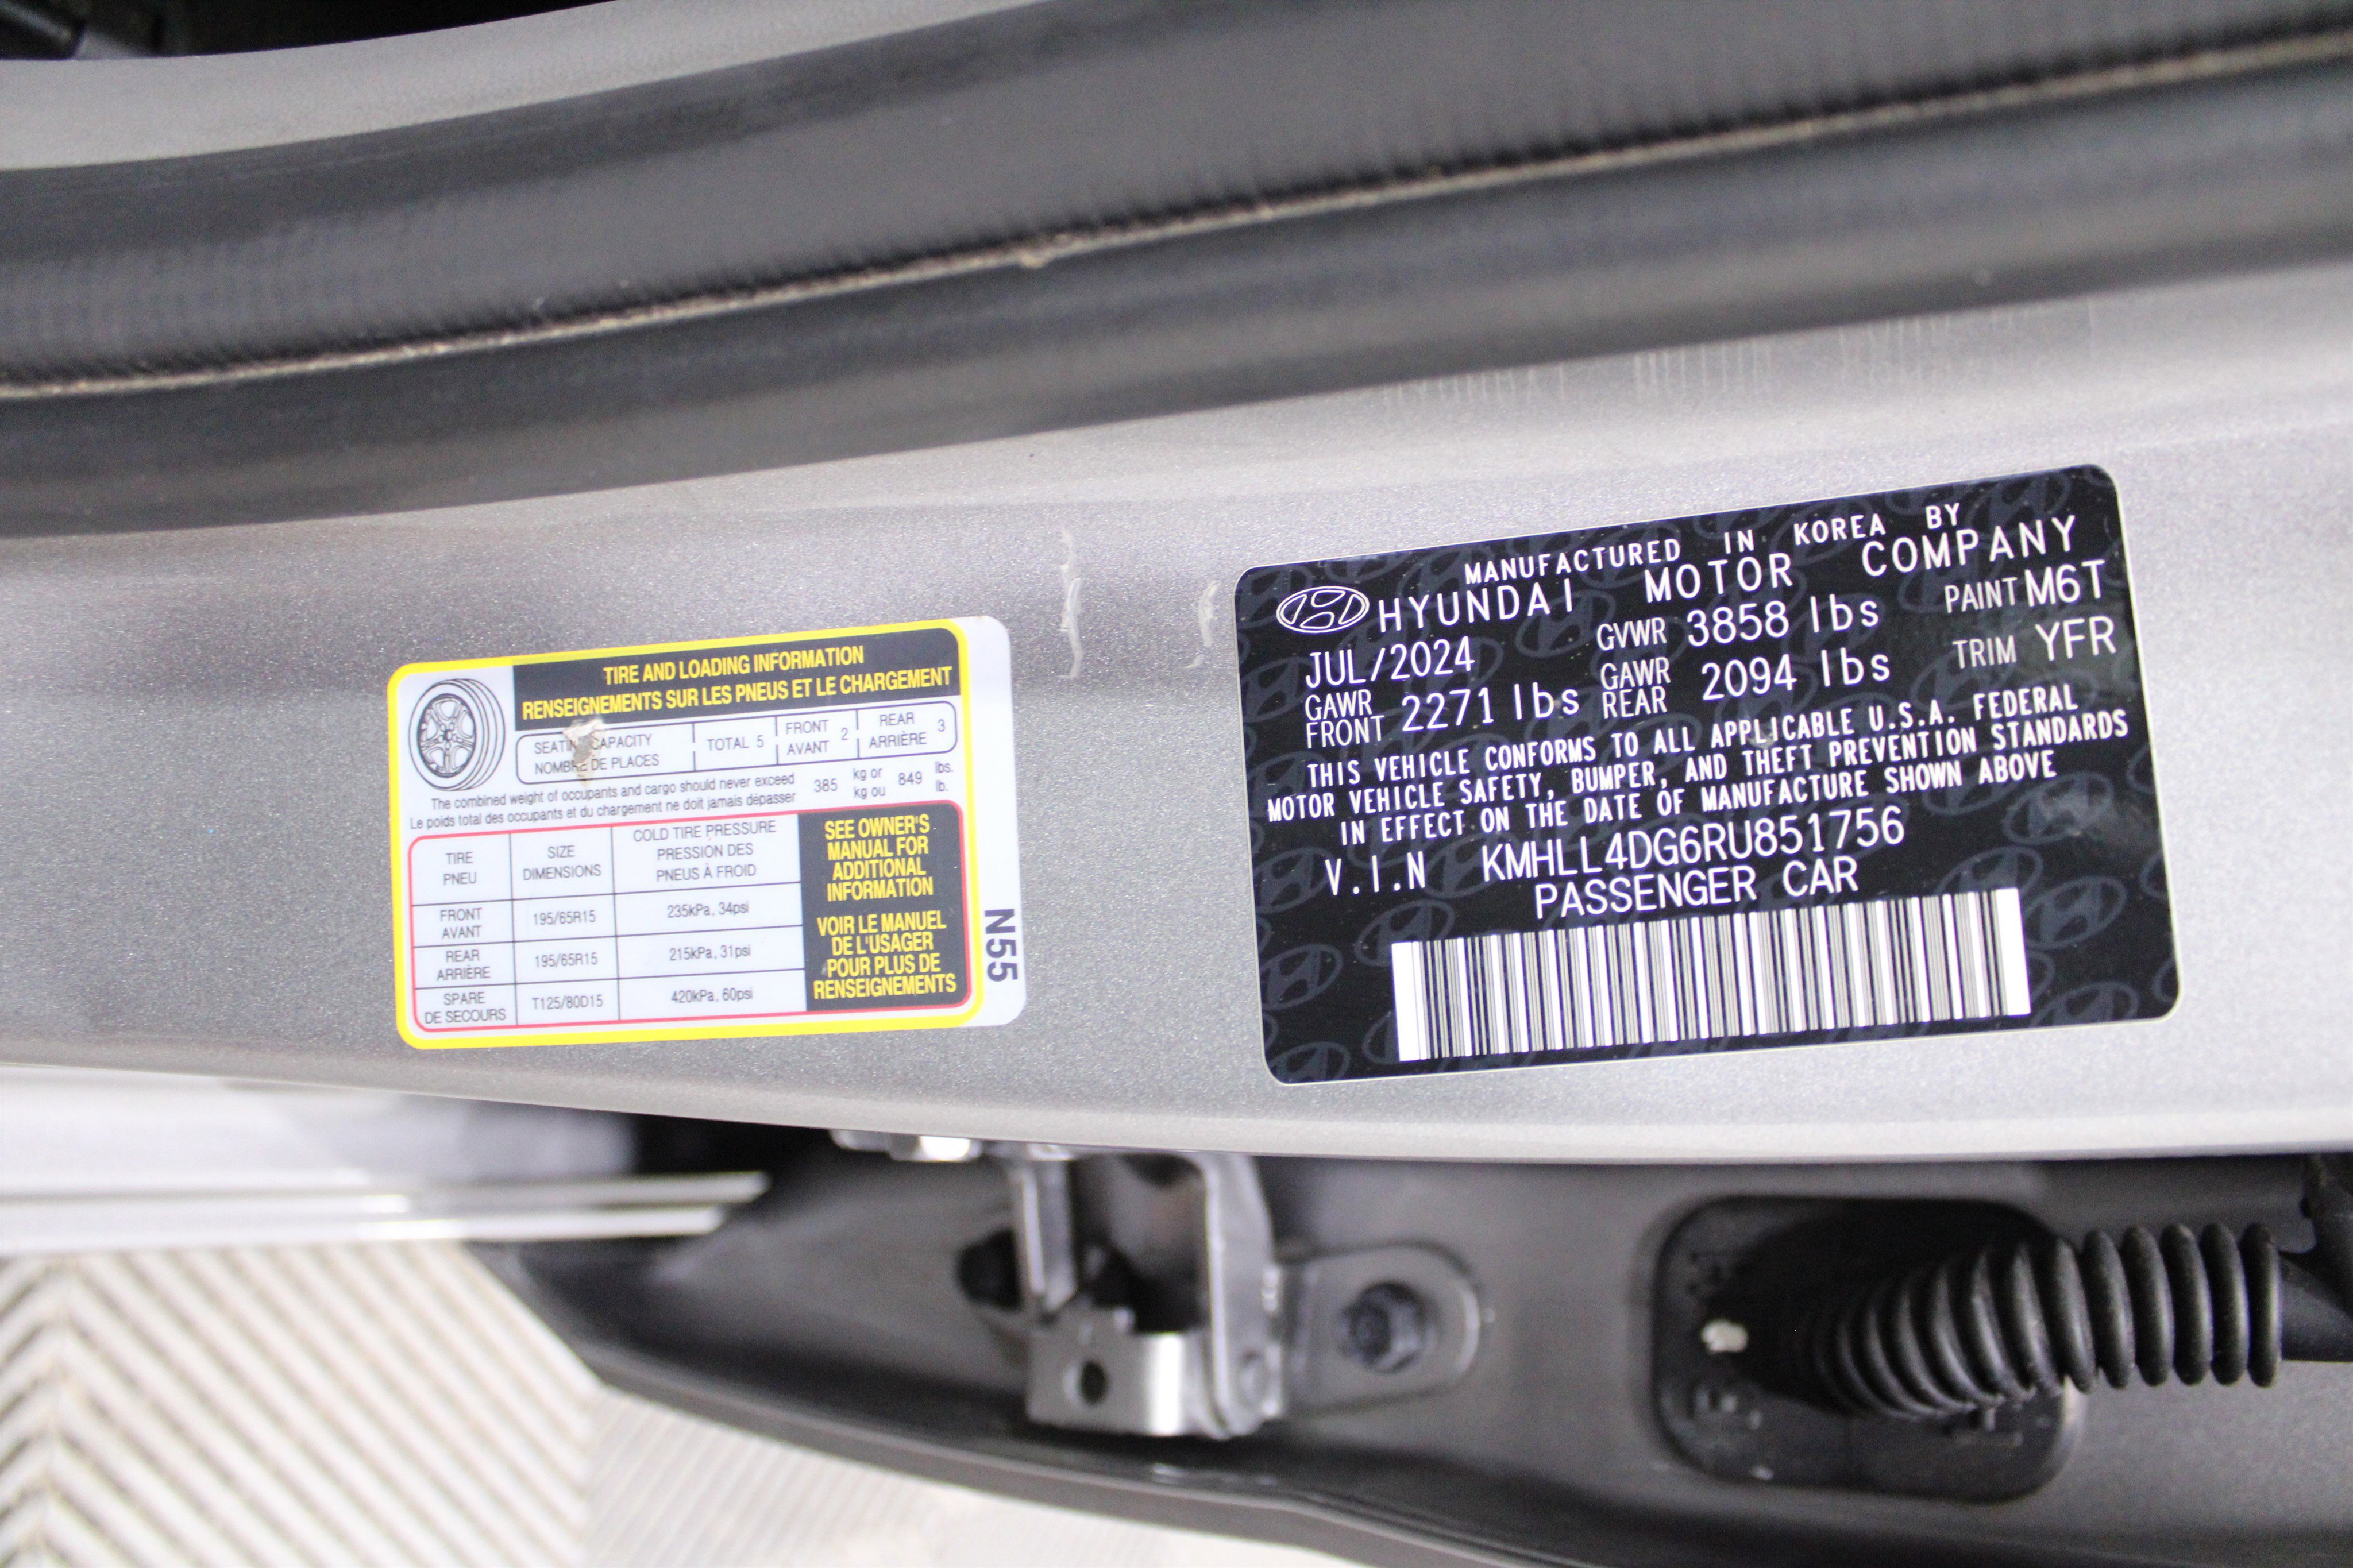 TIRE AND LOADING INFORMATION
RENSEIGNEMENTS SUR LES PNEUS ET LE CHARGEMENT
SEATING CAPACITY
NOMBRE DE PLACES
TOTAL 5
FRONT
AVANT
2
REAR
ARRIÈRE
3
The combined weight of occupants and cargo should never exceed
Le poids total des occupants et du chargement ne doit jamais dépasser
385
kg or
kg ou
849
lbs.
lb.
TIRE
PNEU
SIZE
DIMENSIONS
COLD TIRE PRESSURE
PRESSION DES
PNEUS À FROID
FRONT
AVANT
195/65R15
235kPa, 34psi
REAR
ARRIÈRE
195/65R15
215kPa, 31psi
SPARE
DE SECOURS
T125/80D15
420kPa, 60psi
SEE OWNER'S
MANUAL FOR
ADDITIONAL
INFORMATION
VOIR LE MANUEL
DE L'USAGER
POUR PLUS DE
RENSEIGNEMENTS
N55
MANUFACTURED IN KOREA BY
HYUNDAI MOTOR COMPANY
JUL/2024 GVWR 3858 lbs PAINT M6T
GAWR
FRONT
2271 lbs
GAWR
REAR
2094 lbs
TRIM YFR
THIS VEHICLE CONFORMS TO ALL APPLICABLE U.S.A. FEDERAL
MOTOR VEHICLE SAFETY, BUMPER, AND THEFT PREVENTION STANDARDS
IN EFFECT ON THE DATE OF MANUFACTURE SHOWN ABOVE
V.I.N KMHLL4DG6RU851756
PASSENGER CAR